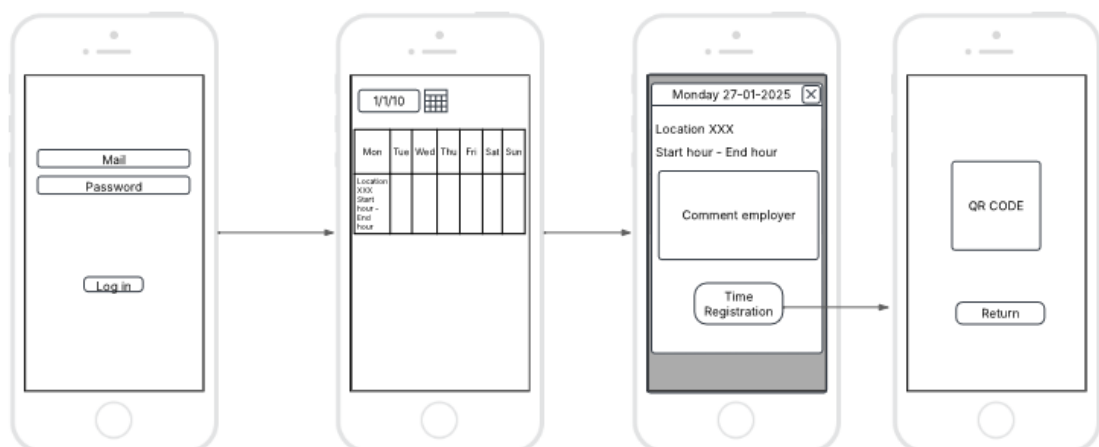 Mail
Password
Log in
1/1/10
Mon Tue Wed Thu Fri Sat Sun
Location
XXX
Start
hour -
End
hour
Monday 27-01-2025
Location XXX
Start hour - End hour
Comment employer
Time
Registration
QR CODE
Return